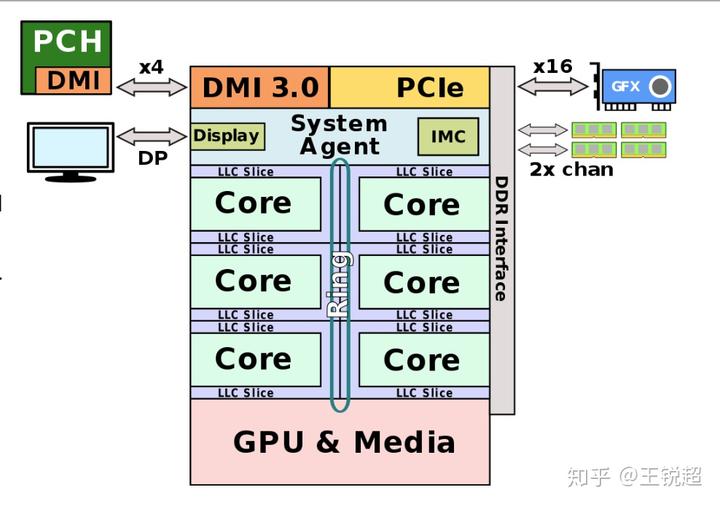 PCH
DMI
x4
DMI 3.0
PCIe
x16
GFX
Display
System
Agent
IMC
DP
2x chan
LLC Slice
LLC Slice
Core
Core
LLC Slice
LLC Slice
LLC Slice
LLC Slice
Core
Core
LLC Slice
LLC Slice
LLC Slice
LLC Slice
Core
Core
LLC Slice
LLC Slice
Ring
DDR Interface
GPU & Media
知乎 @王锐超